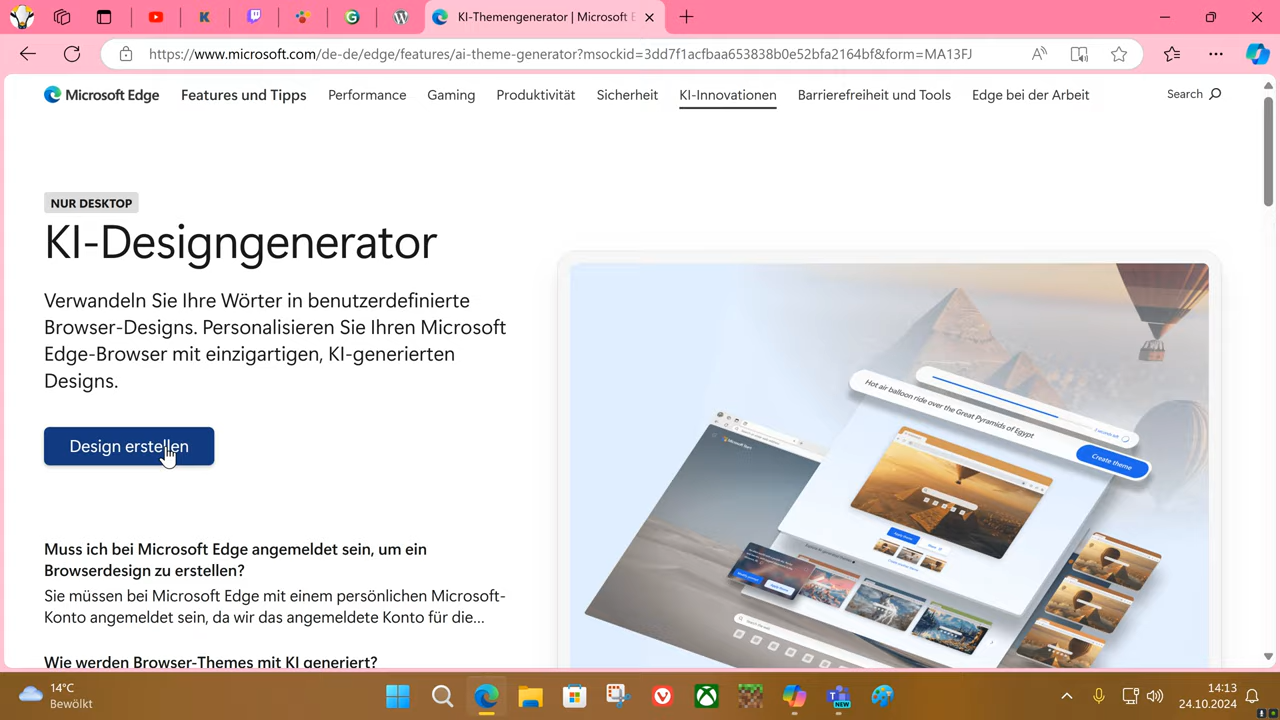 KI-Themengenerator | Microsoft E
https://www.microsoft.com/de-de/edge/features/ai-theme-generator?msockid=3dd7f1acfbaa653838b0e52bfa2164bf&form=MA13FJ
Microsoft Edge Features und Tipps Performance Gaming Produktivität Sicherheit KI-Innovationen Barrierefreiheit und Tools Edge bei der Arbeit Search
NUR DESKTOP
KI-Designgenerator
Verwandeln Sie Ihre Wörter in benutzerdefinierte
Browser-Designs. Personalisieren Sie Ihren Microsoft
Edge-Browser mit einzigartigen, KI-generierten
Designs.
Design erstellen
Hot air balloon ride over the Great Pyramids of Egypt
Create theme
Muss ich bei Microsoft Edge angemeldet sein, um ein
Browserdesign zu erstellen?
Sie müssen bei Microsoft Edge mit einem persönlichen Microsoft-
Konto angemeldet sein, da wir das angemeldete Konto für die...
Wie werden Browser-Themes mit KI generiert?
14°C
Bewölkt
NEW
14:13
24.10.2024